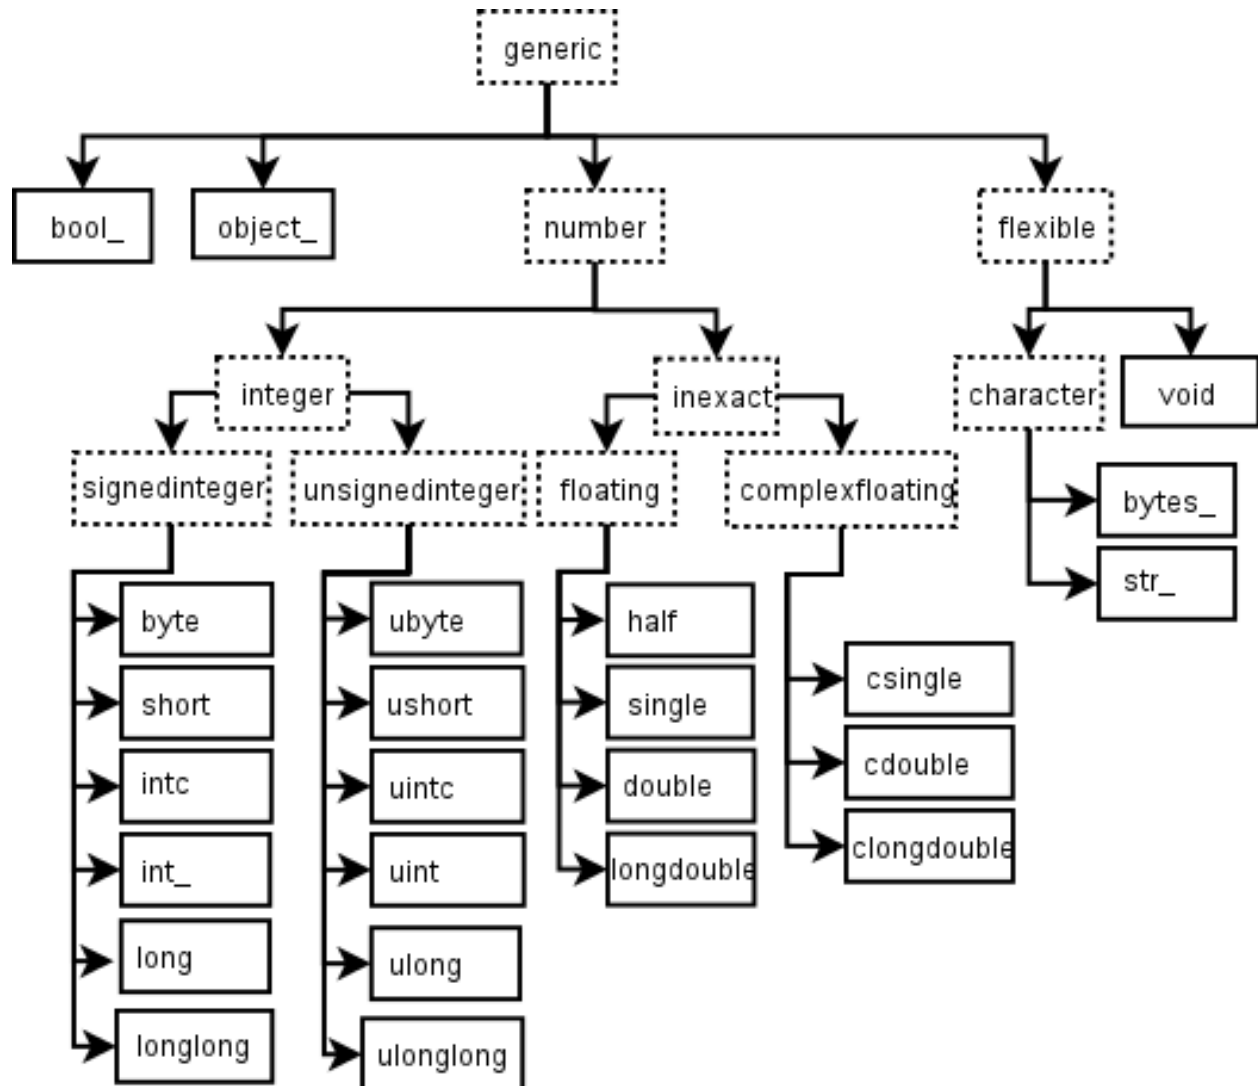 generic
bool_
object_
number
flexible
integer
inexact
character
void
signedinteger
unsignedinteger
floating
complexfloating
bytes_
str_
byte
ubyte
half
short
ushort
single
csingle
intc
uintc
double
cdouble
int_
uint
longdouble
clongdouble
long
ulong
longlong
ulonglong